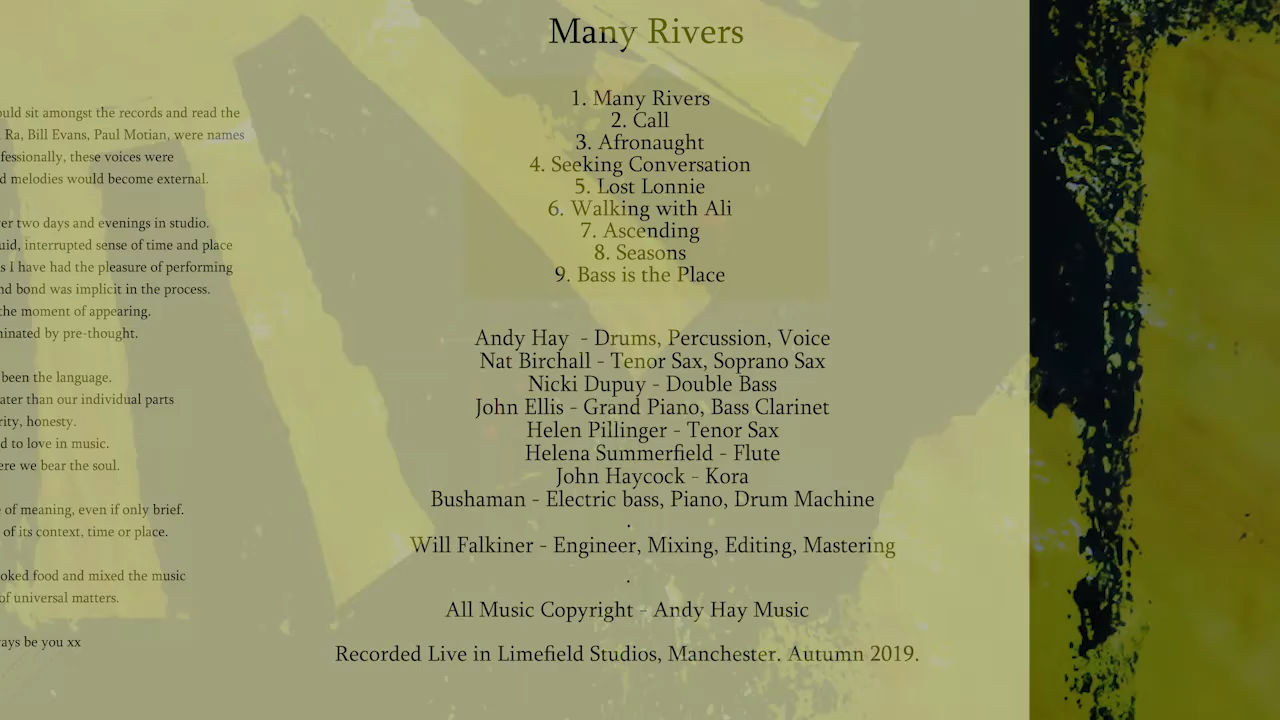 ould sit amongst the records and read the
Ra, Bill Evans, Paul Motian, were names
fessionally, these voices were
d melodies would become external.
er two days and evenings in studio.
uid, interrupted sense of time and place
s I have had the pleasure of performing
nd bond was implicit in the process.
the moment of appearing.
ninated by pre-thought.
been the language.
ater than our individual parts
rity, honesty.
d to love in music.
ere we bear the soul.
of meaning, even if only brief.
of its context, time or place.
oked food and mixed the music
of universal matters.
ays be you xx
Many Rivers
1. Many Rivers
2. Call
3. Afronaught
4. Seeking Conversation
5. Lost Lonnie
6. Walking with Ali
7. Ascending
8. Seasons
9. Bass is the Place
Andy Hay - Drums, Percussion, Voice
Nat Birchall - Tenor Sax, Soprano Sax
Nicki Dupuy - Double Bass
John Ellis - Grand Piano, Bass Clarinet
Helen Pillinger - Tenor Sax
Helena Summerfield - Flute
John Haycock - Kora
Bushaman - Electric bass, Piano, Drum Machine
.
Will Falkiner - Engineer, Mixing, Editing, Mastering
.
All Music Copyright - Andy Hay Music
Recorded Live in Limefield Studios, Manchester. Autumn 2019.